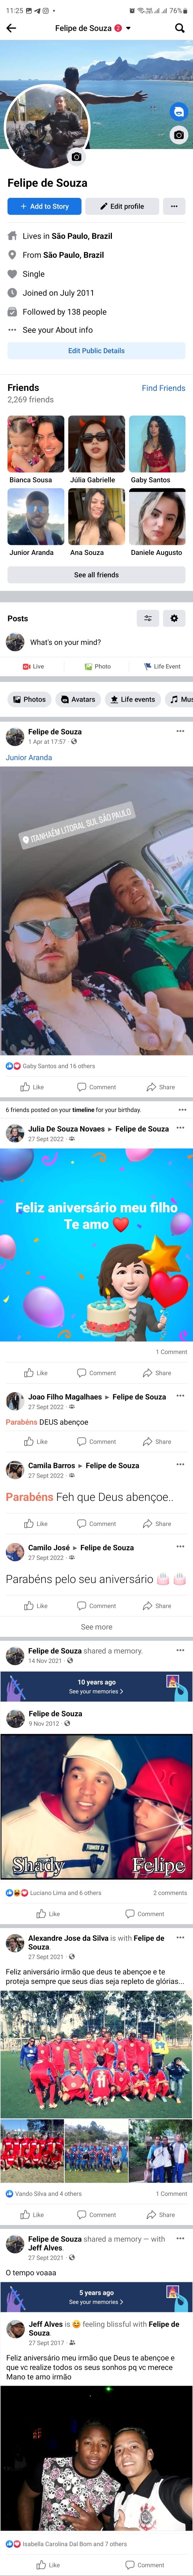 11:25
76%
Felipe de Souza 2
Felipe de Souza
+ Add to Story
Edit profile
Lives in São Paulo, Brazil
From São Paulo, Brazil
Single
Joined on July 2011
Followed by 138 people
See your About info
Edit Public Details
Friends
Find Friends
2,269 friends
Bianca Sousa
Júlia Gabrielle
Gaby Santos
Junior Aranda
Ana Souza
Daniele Augusto
See all friends
Posts
What's on your mind?
Live
Photo
Life Event
Photos
Avatars
Life events
Mus
Felipe de Souza
1 Apr at 17:57 ·
Junior Aranda
ITANHAÉM LITORAL SUL SÃO PAULO
Gaby Santos and 16 others
Like
Comment
Share
6 friends posted on your timeline for your birthday.
Julia De Souza Novaes ▸ Felipe de Souza
27 Sept 2022 ·
Feliz aniversário meu filho
Te amo ❤️
1 Comment
Like
Comment
Share
Joao Filho Magalhaes ▸ Felipe de Souza
27 Sept 2022 ·
Parabéns DEUS abençoe
Like
Comment
Share
Camila Barros ▸ Felipe de Souza
27 Sept 2022 ·
Parabéns Feh que Deus abençoe..
Like
Comment
Share
Camilo José ▸ Felipe de Souza
27 Sept 2022 ·
Parabéns pelo seu aniversário 🎂🎂
Like
Comment
Share
See more
Felipe de Souza shared a memory.
14 Nov 2021 ·
10 years ago
See your memories >
Felipe de Souza
9 Nov 2012 ·
Shady
Felipe
Luciano Lima and 6 others
2 comments
Like
Comment
Alexandre Jose da Silva is with Felipe de
Souza.
27 Sept 2021 ·
Feliz aniversário irmão que deus te abençoe e te
proteja sempre que seus dias seja repleto de glórias...
Vando Silva and 4 others
1 Comment
Like
Comment
Share
Felipe de Souza shared a memory — with
Jeff Alves.
27 Sept 2021 ·
O tempo voaaa
5 years ago
See your memories >
Jeff Alves is 😄 feeling blissful with Felipe de
Souza.
27 Sept 2017 ·
Feliz aniversário meu irmão que Deus te abençoe e
que vc realize todos os seus sonhos pq vc merece
Mano te amo irmão
Isabella Carolina Dal Bom and 7 others
Like
Comment